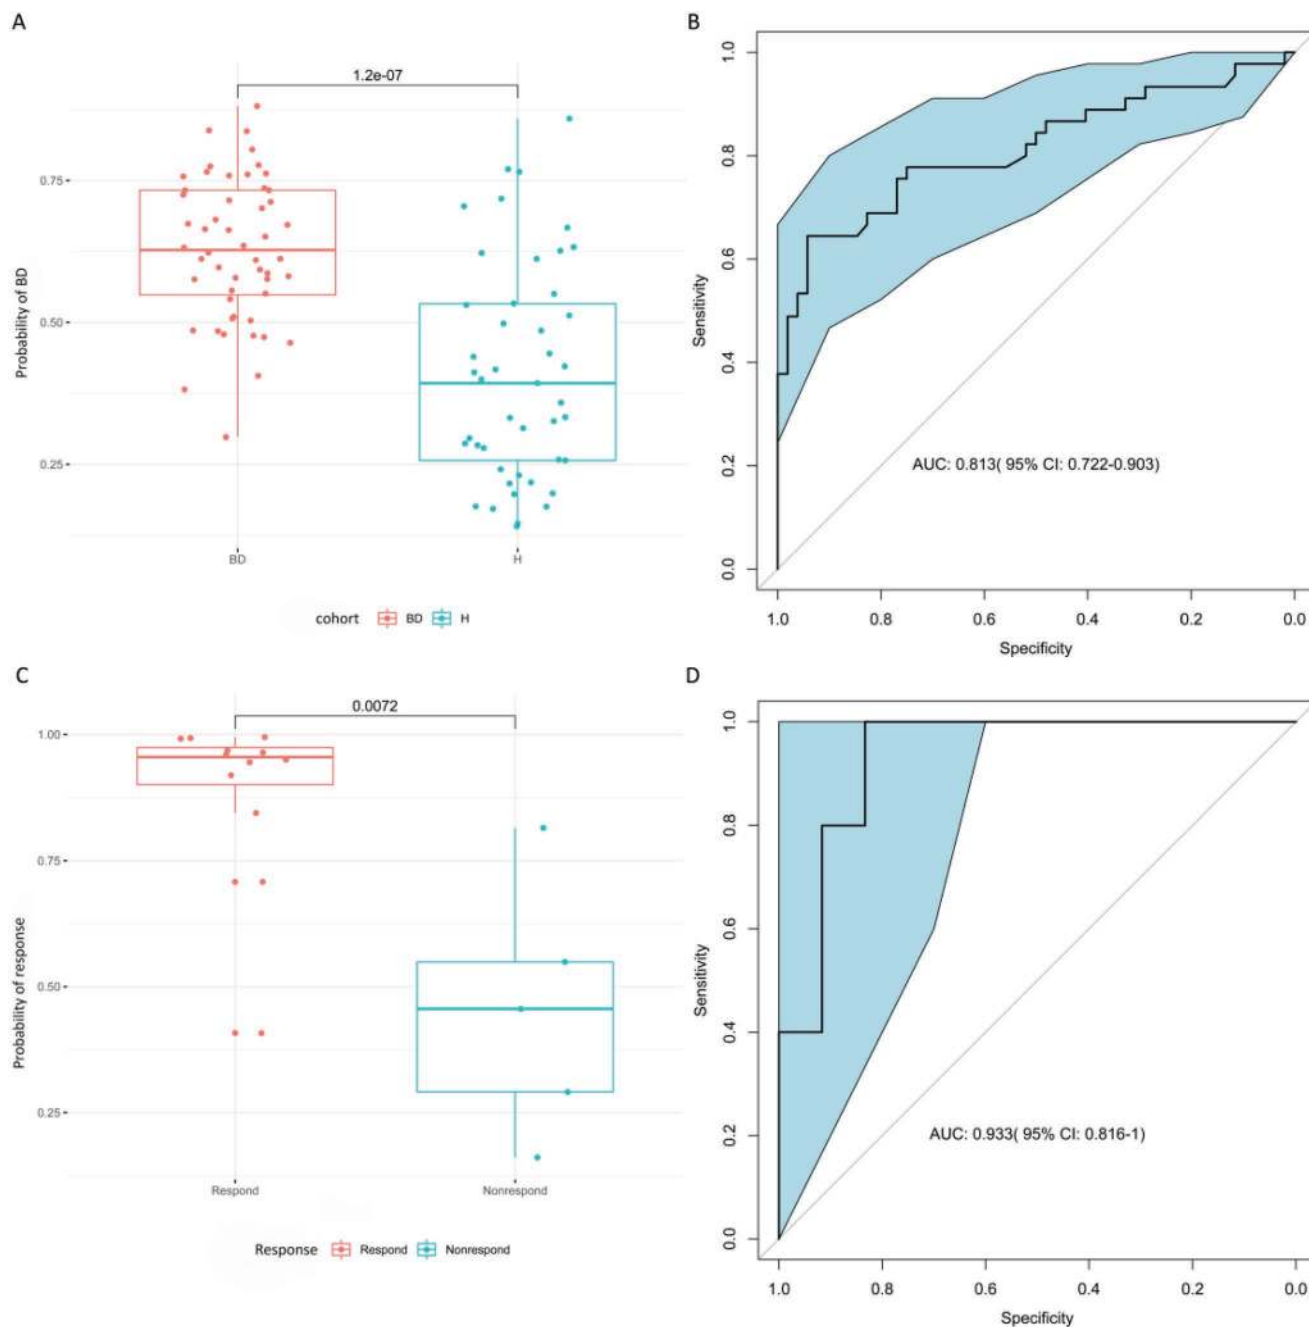 A
1.2e-07
0.75
0.50
0.25
Probability of BD
BD
H
cohort BD H
B
1.0
0.8
0.6
0.4
0.2
0.0
Sensitivity
AUC: 0.813( 95% CI: 0.722-0.903)
1.0 0.8 0.6 0.4 0.2 0.0
Specificity
C
0.0072
1.00
0.75
0.50
0.25
Probability of response
Respond
Nonrespond
Response Respond Nonrespond
D
1.0
0.8
0.6
0.4
0.2
0.0
Sensitivity
AUC: 0.933( 95% CI: 0.816-1)
1.0 0.8 0.6 0.4 0.2 0.0
Specificity